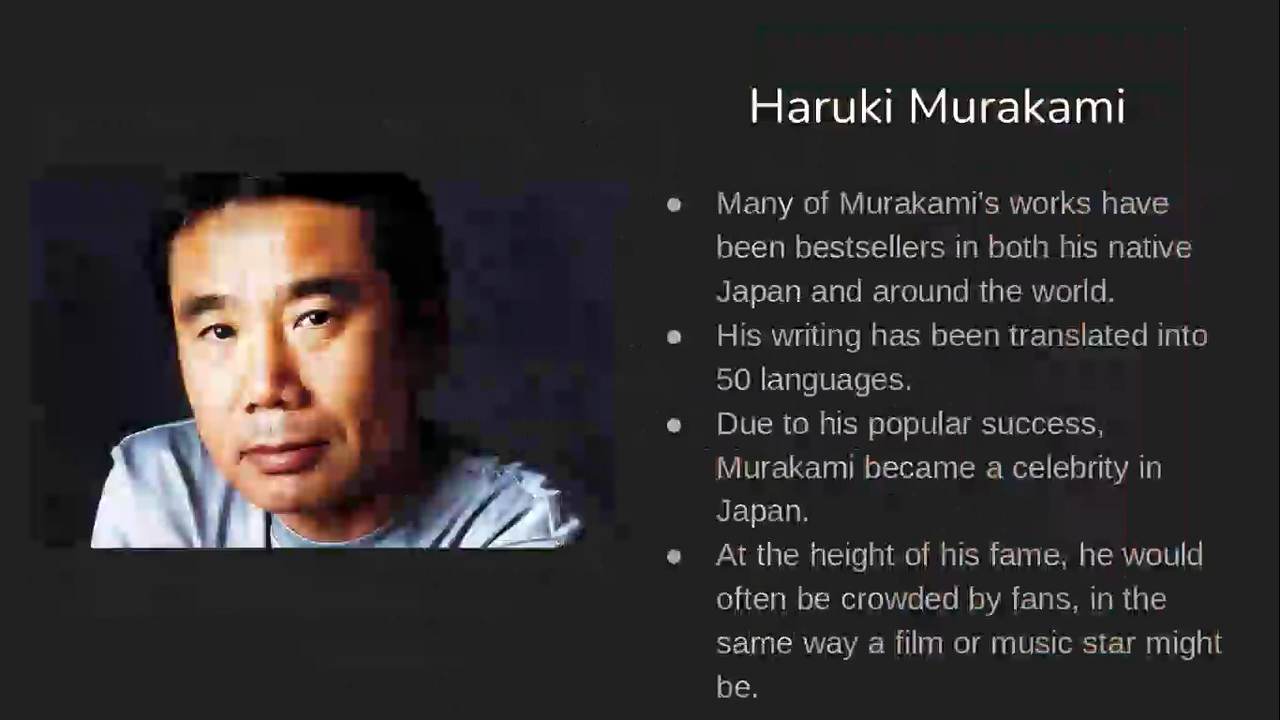 Haruki Murakami
● Many of Murakami's works have
been bestsellers in both his native
Japan and around the world.
● His writing has been translated into
50 languages.
● Due to his popular success,
Murakami became a celebrity in
Japan.
● At the height of his fame, he would
often be crowded by fans, in the
same way a film or music star might
be.